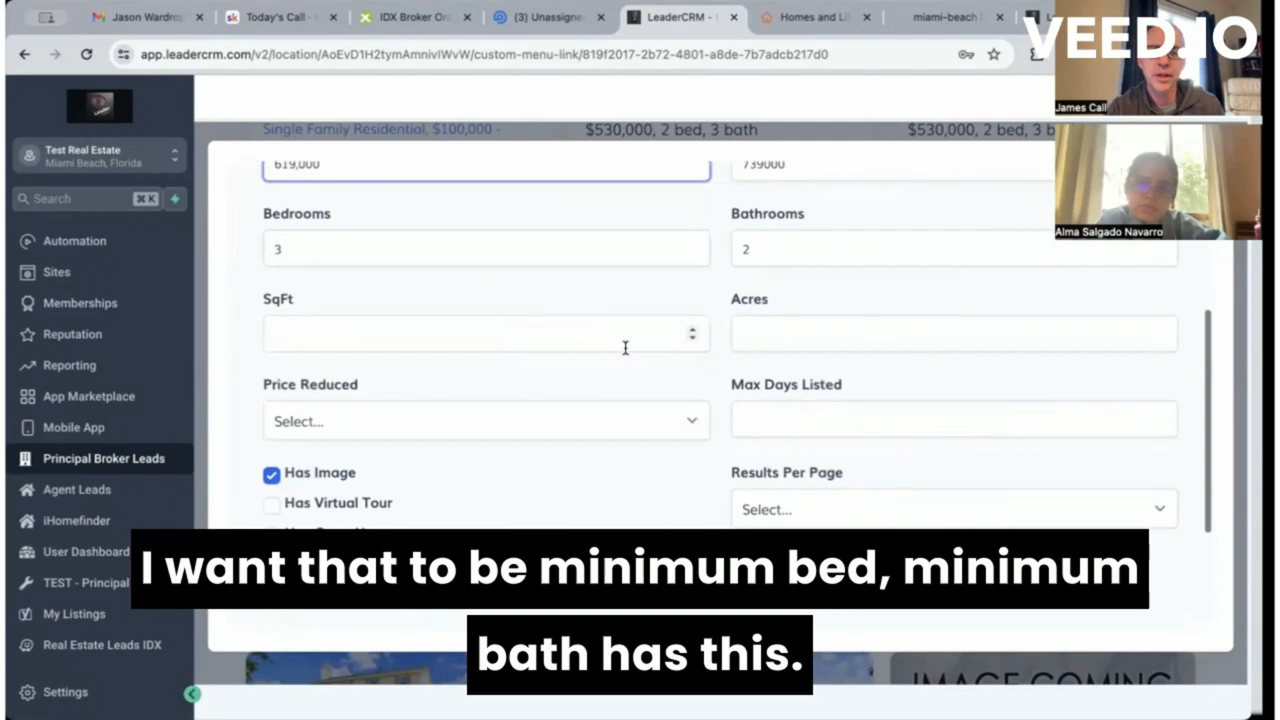 Jason Wardrop
Today's Call -
IDX Broker Or
(3) Unassigne
LeaderCRM -
Homes and Li
miami-beach
app.leadercrm.com/v2/location/AoEvD1H2tymAmnivIWvW/custom-menu-link/819f2017-2b72-4801-a8de-7b7adcb217d0
VEED.IO
James Call
Alma Salgado Navarro
Test Real Estate
Miami Beach, Florida
Search
⌘ K
Automation
Sites
Memberships
Reputation
Reporting
App Marketplace
Mobile App
Principal Broker Leads
Agent Leads
iHomefinder
User Dashboard
TEST - Principal
My Listings
Real Estate Leads IDX
Settings
Single Family Residential, $100,000 -
$530,000, 2 bed, 3 bath
$530,000, 2 bed, 3 b
619,000
739000
Bedrooms
Bathrooms
3
2
SqFt
Acres
Price Reduced
Max Days Listed
Select...
Has Image
Results Per Page
Has Virtual Tour
Select...
I want that to be minimum bed, minimum
bath has this.
IMAGE COMING